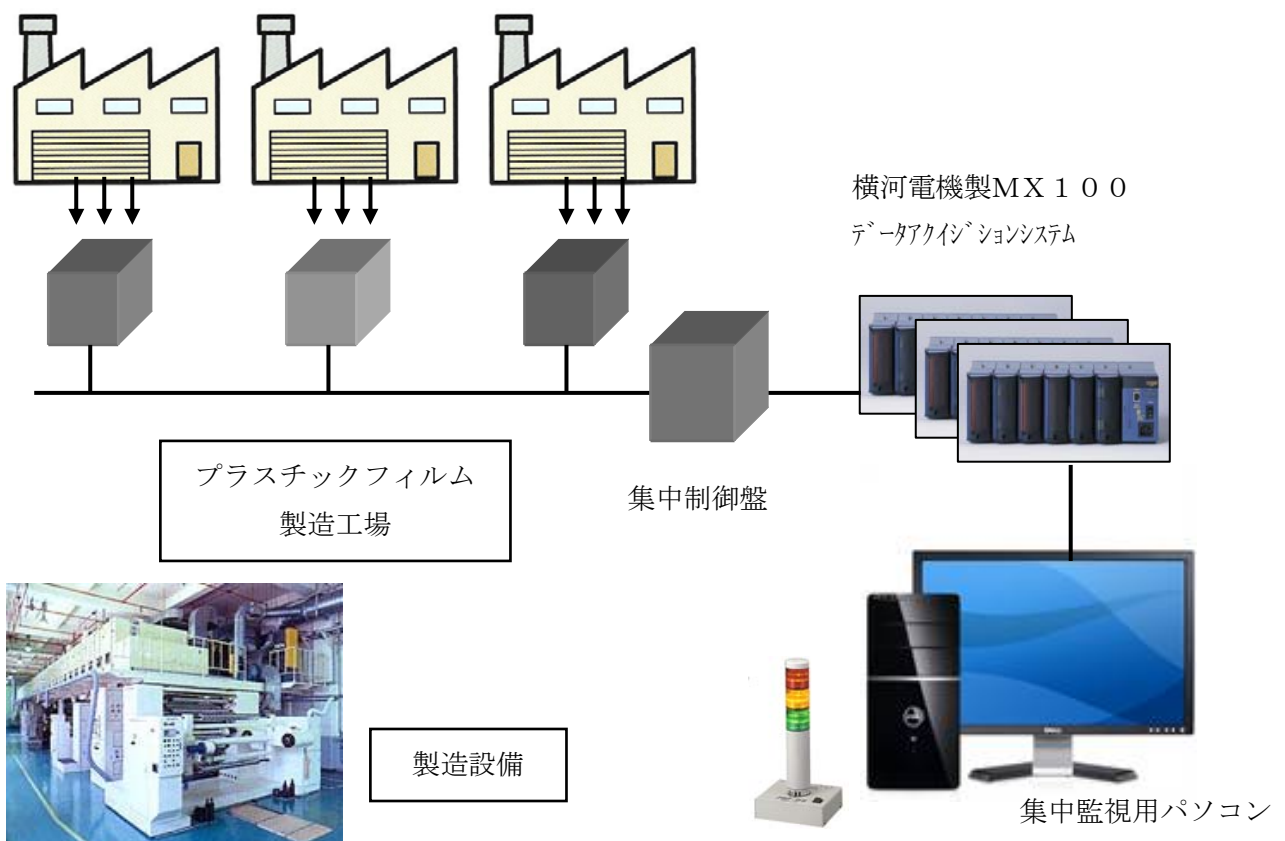 横河電機製ＭＸ１００
ﾃﾞｰﾀｱｸｲｼﾞｼｮﾝｼｽﾃﾑ
プラスチックフィルム
製造工場
集中制御盤
製造設備
集中監視用パソコン